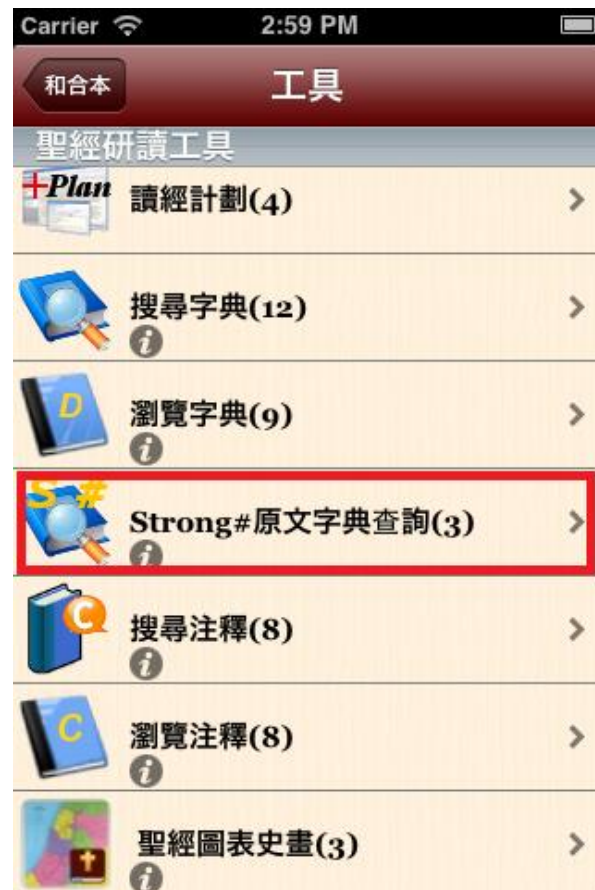 Carrier 2:59 PM
和合本 工具
聖經研讀工具
+Plan 讀經計劃(4)
搜尋字典(12)
i
D
瀏覽字典(9)
i
S #
Strong#原文字典查詢(3)
i
C
搜尋注釋(8)
i
C
瀏覽注釋(8)
i
聖經圖表史畫(3)
i